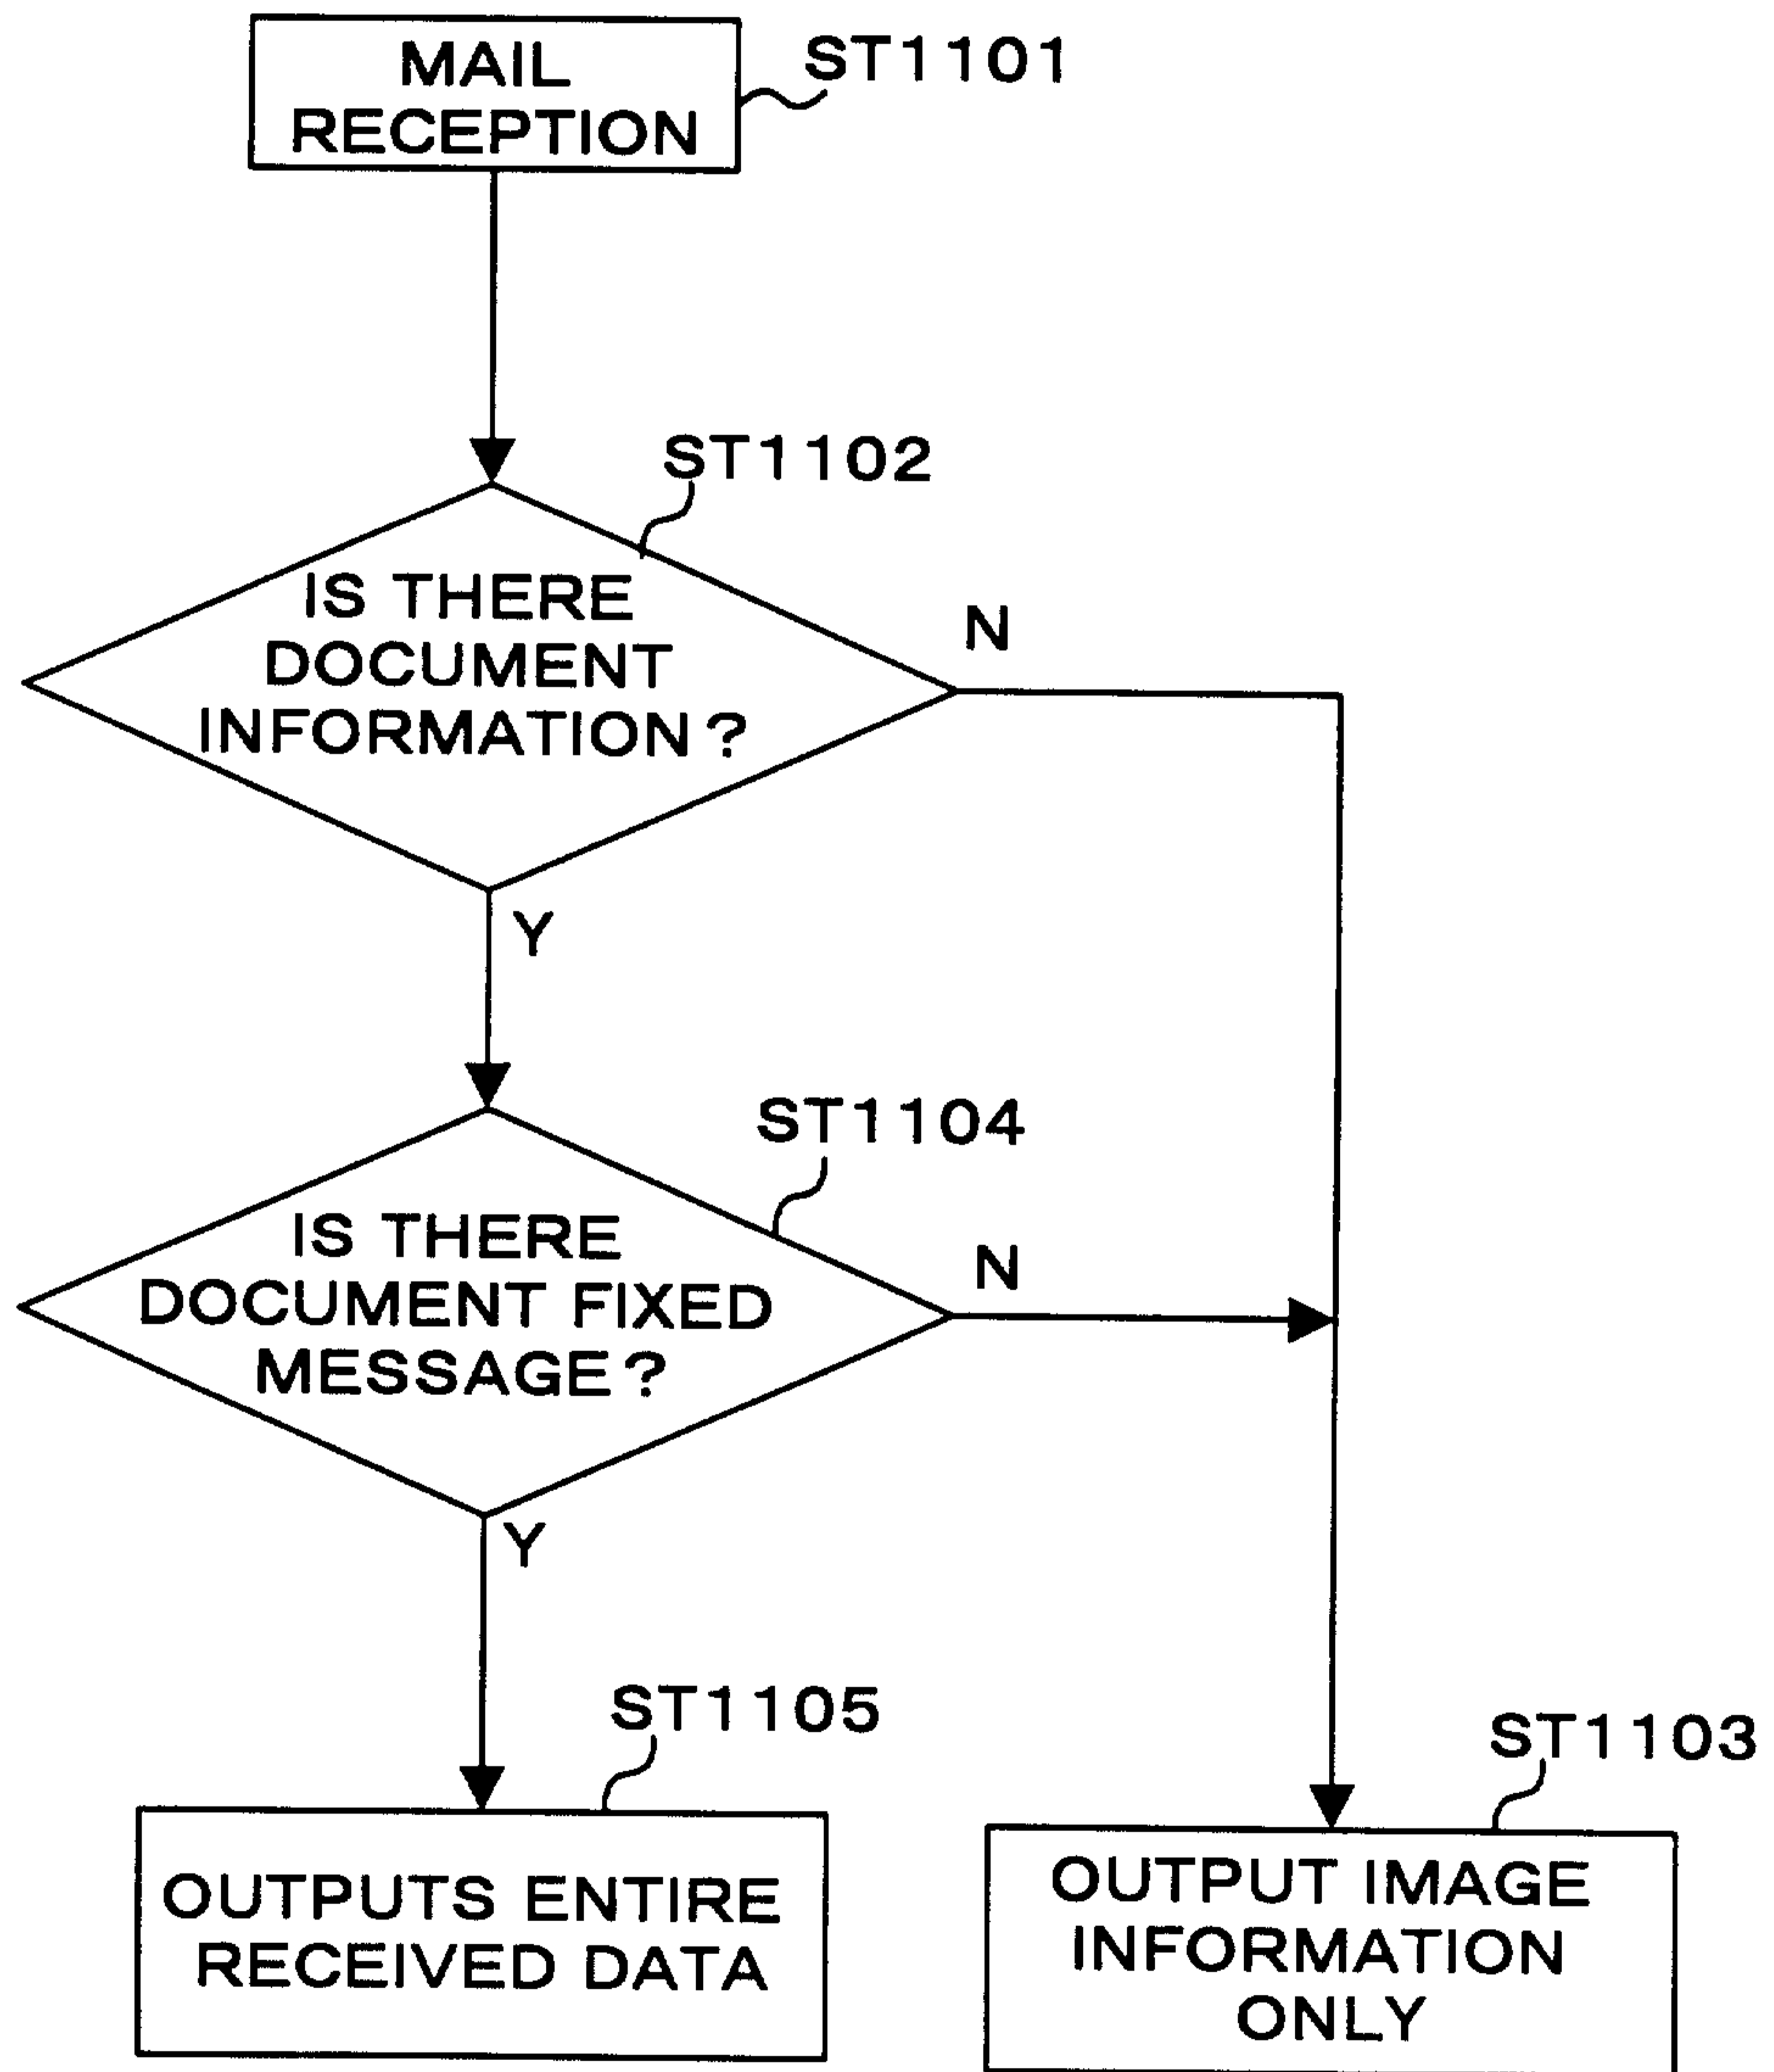 MAIL
RECEPTION
ST1101
ST1102
IS THERE
DOCUMENT
INFORMATION?
N
Y
ST1104
IS THERE
DOCUMENT FIXED
MESSAGE?
N
Y
ST1105
OUTPUTS ENTIRE
RECEIVED DATA
ST1103
OUTPUT IMAGE
INFORMATION
ONLY